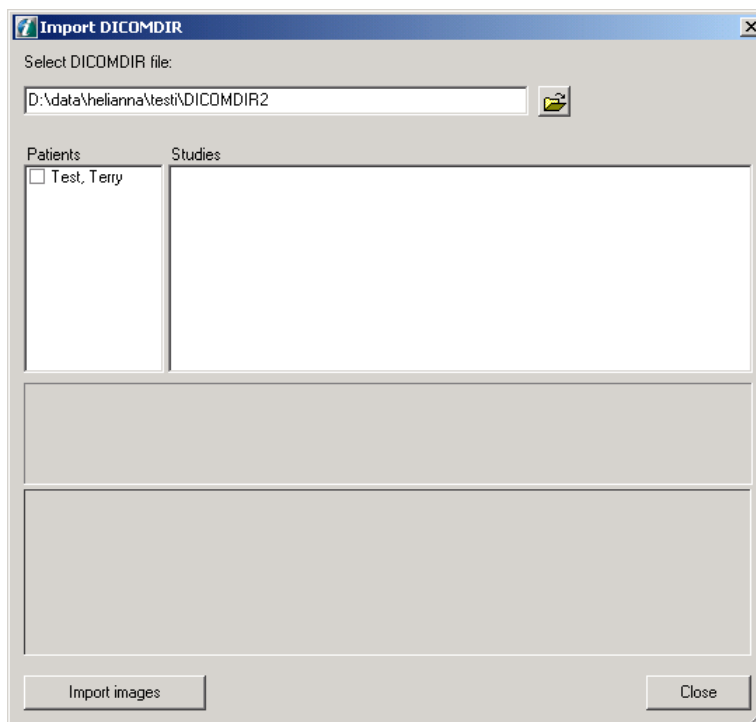 Import DICOMDIR
Select DICOMDIR file:
D:\data\helianna\testi\DICOMDIR2
Patients Studies
Test, Terry
Import images Close